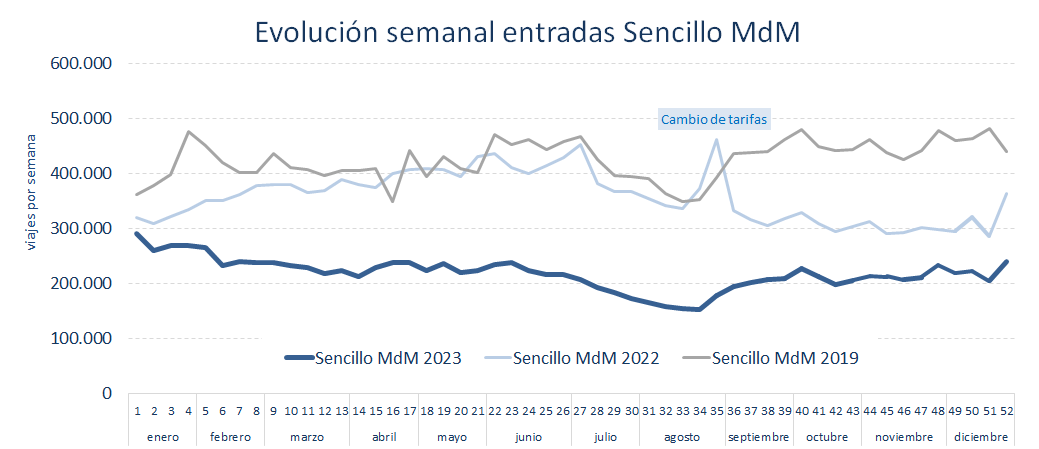 Evolución semanal entradas Sencillo MdM
600.000
500.000
400.000
300.000
200.000
100.000
0
viajes por semana
Cambio de tarifas
Sencillo MdM 2023 Sencillo MdM 2022 Sencillo MdM 2019
1 2 3 4 5 6 7 8 9 10 11 12 13 14 15 16 17 18 19 20 21 22 23 24 25 26 27 28 29 30 31 32 33 34 35 36 37 38 39 40 41 42 43 44 45 46 47 48 49 50 51 52
enero febrero marzo abril mayo junio julio agosto septiembre octubre noviembre diciembre